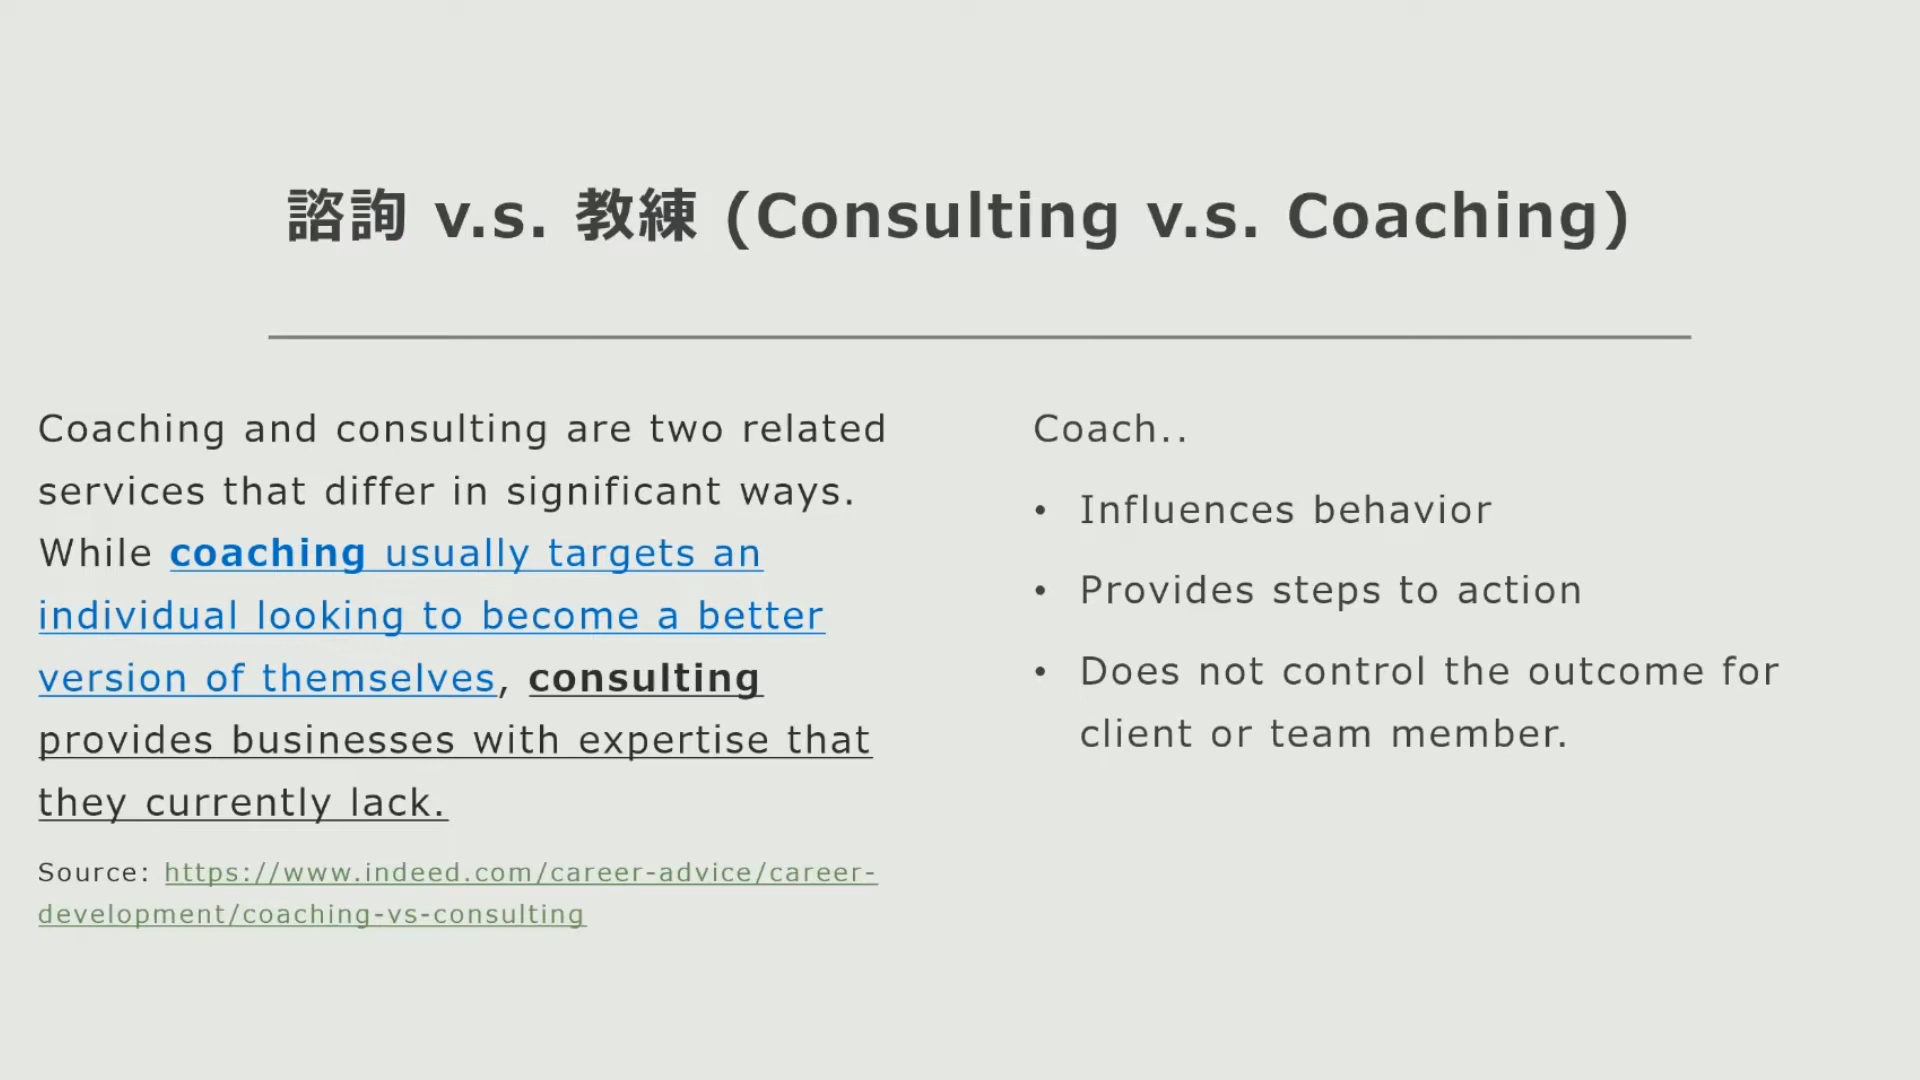 諮詢 v.s. 教練 (Consulting v.s. Coaching)
Coaching and consulting are two related
services that differ in significant ways.
While coaching usually targets an
individual looking to become a better
version of themselves, consulting
provides businesses with expertise that
they currently lack.
Source: https://www.indeed.com/career-advice/career-
development/coaching-vs-consulting
Coach..
• Influences behavior
• Provides steps to action
• Does not control the outcome for
client or team member.